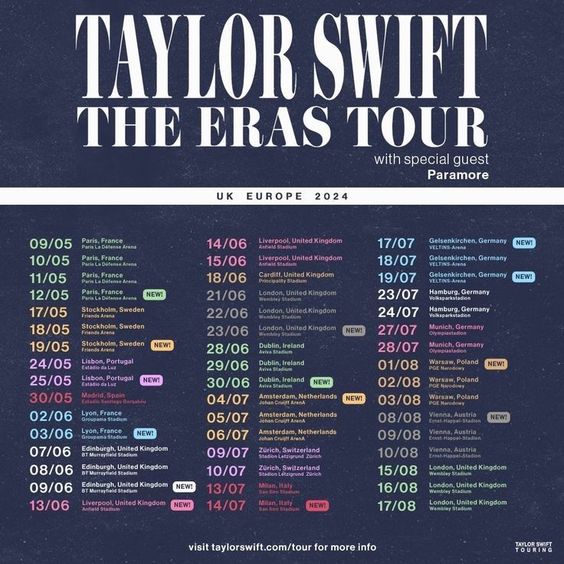 TAYLOR SWIFT
THE ERAS TOUR
with special guest
Paramore
UK EUROPE 2024
09/05 Paris, France
Paris La Défense Arena
10/05 Paris, France
Paris La Défense Arena
11/05 Paris, France
Paris La Défense Arena
12/05 Paris, France NEW!
Paris La Défense Arena
17/05 Stockholm, Sweden
Friends Arena
18/05 Stockholm, Sweden
Friends Arena
19/05 Stockholm, Sweden NEW!
Friends Arena
24/05 Lisbon, Portugal
Estádio da Luz
25/05 Lisbon, Portugal NEW!
Estádio da Luz
30/05 Madrid, Spain
Estadio Santiago Bernabéu
02/06 Lyon, France
Groupama Stadium
03/06 Lyon, France NEW!
Groupama Stadium
07/06 Edinburgh, United Kingdom
BT Murrayfield Stadium
08/06 Edinburgh, United Kingdom
BT Murrayfield Stadium
09/06 Edinburgh, United Kingdom NEW!
BT Murrayfield Stadium
13/06 Liverpool, United Kingdom NEW!
Anfield Stadium
14/06 Liverpool, United Kingdom
Anfield Stadium
15/06 Liverpool, United Kingdom
Anfield Stadium
18/06 Cardiff, United Kingdom
Principality Stadium
21/06 London, United Kingdom
Wembley Stadium
22/06 London, United Kingdom
Wembley Stadium
23/06 London, United Kingdom NEW!
Wembley Stadium
28/06 Dublin, Ireland
Aviva Stadium
29/06 Dublin, Ireland
Aviva Stadium
30/06 Dublin, Ireland NEW!
Aviva Stadium
04/07 Amsterdam, Netherlands NEW!
Johan Cruijff ArenA
05/07 Amsterdam, Netherlands
Johan Cruijff ArenA
06/07 Amsterdam, Netherlands
Johan Cruijff ArenA
09/07 Zürich, Switzerland
Stadion Letzigrund Zürich
10/07 Zürich, Switzerland
Stadion Letzigrund Zürich
13/07 Milan, Italy
San Siro Stadium
14/07 Milan, Italy NEW!
San Siro Stadium
17/07 Gelsenkirchen, Germany NEW!
VELTINS-Arena
18/07 Gelsenkirchen, Germany
VELTINS-Arena
19/07 Gelsenkirchen, Germany NEW!
VELTINS-Arena
23/07 Hamburg, Germany
Volksparkstadion
24/07 Hamburg, Germany
Volksparkstadion
27/07 Munich, Germany
Olympiastadion
28/07 Munich, Germany
Olympiastadion
01/08 Warsaw, Poland NEW!
PGE Narodowy
02/08 Warsaw, Poland
PGE Narodowy
03/08 Warsaw, Poland
PGE Narodowy
08/08 Vienna, Austria NEW!
Ernst-Happel-Stadion
09/08 Vienna, Austria
Ernst-Happel-Stadion
10/08 Vienna, Austria
Ernst-Happel-Stadion
15/08 London, United Kingdom
Wembley Stadium
16/08 London, United Kingdom
Wembley Stadium
17/08 London, United Kingdom
Wembley Stadium
visit taylorswift.com/tour for more info
TAYLOR SWIFT
TOURING